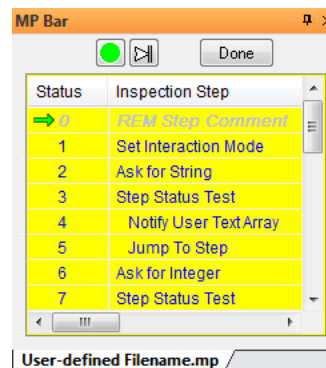 MP Bar
Done
Status Inspection Step
0 REM Step Comment
1 Set Interaction Mode
2 Ask for String
3 Step Status Test
4 Notify User Text Array
5 Jump To Step
6 Ask for Integer
7 Step Status Test
User-defined Filename.mp